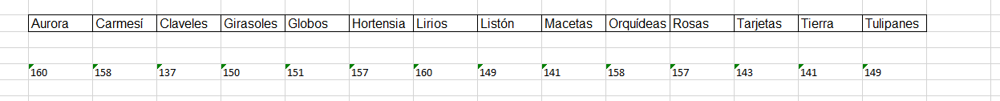 Aurora Carmesí Claveles Girasoles Globos Hortensia Lirios Listón Macetas Orquídeas Rosas Tarjetas Tierra Tulipanes
160 158 137 150 151 157 160 149 141 158 157 143 141 149